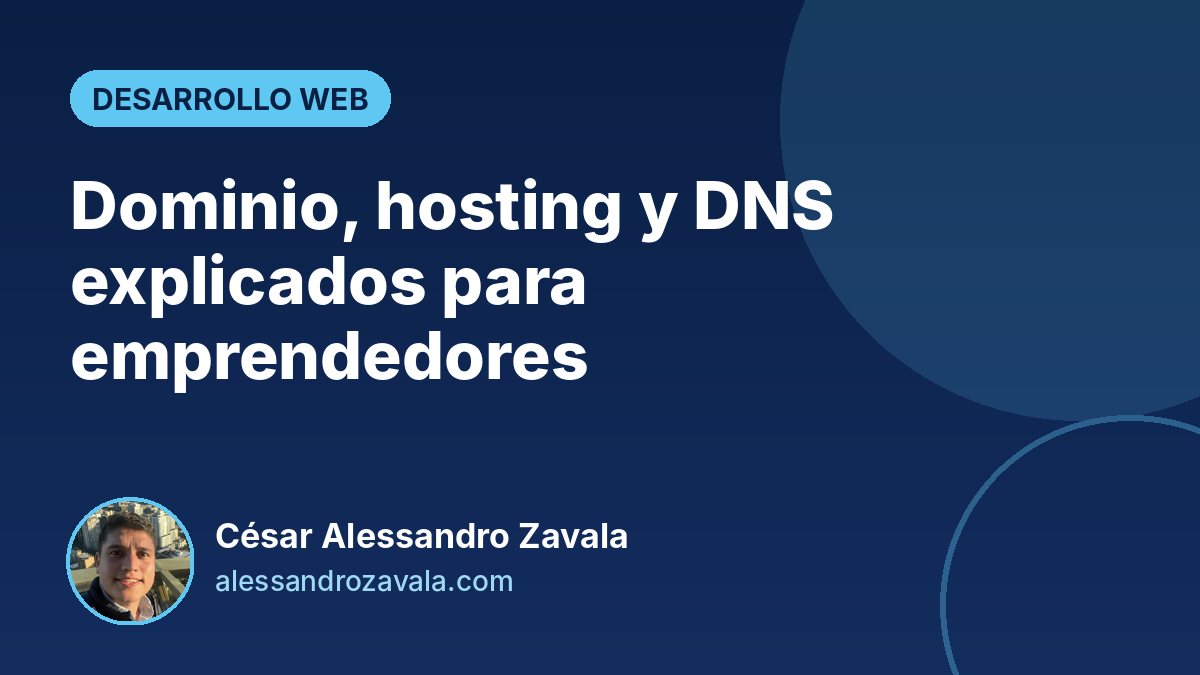 DESARROLLO WEB
Dominio, hosting y DNS
explicados para
emprendedores
César Alessandro Zavala
alessandrozavala.com